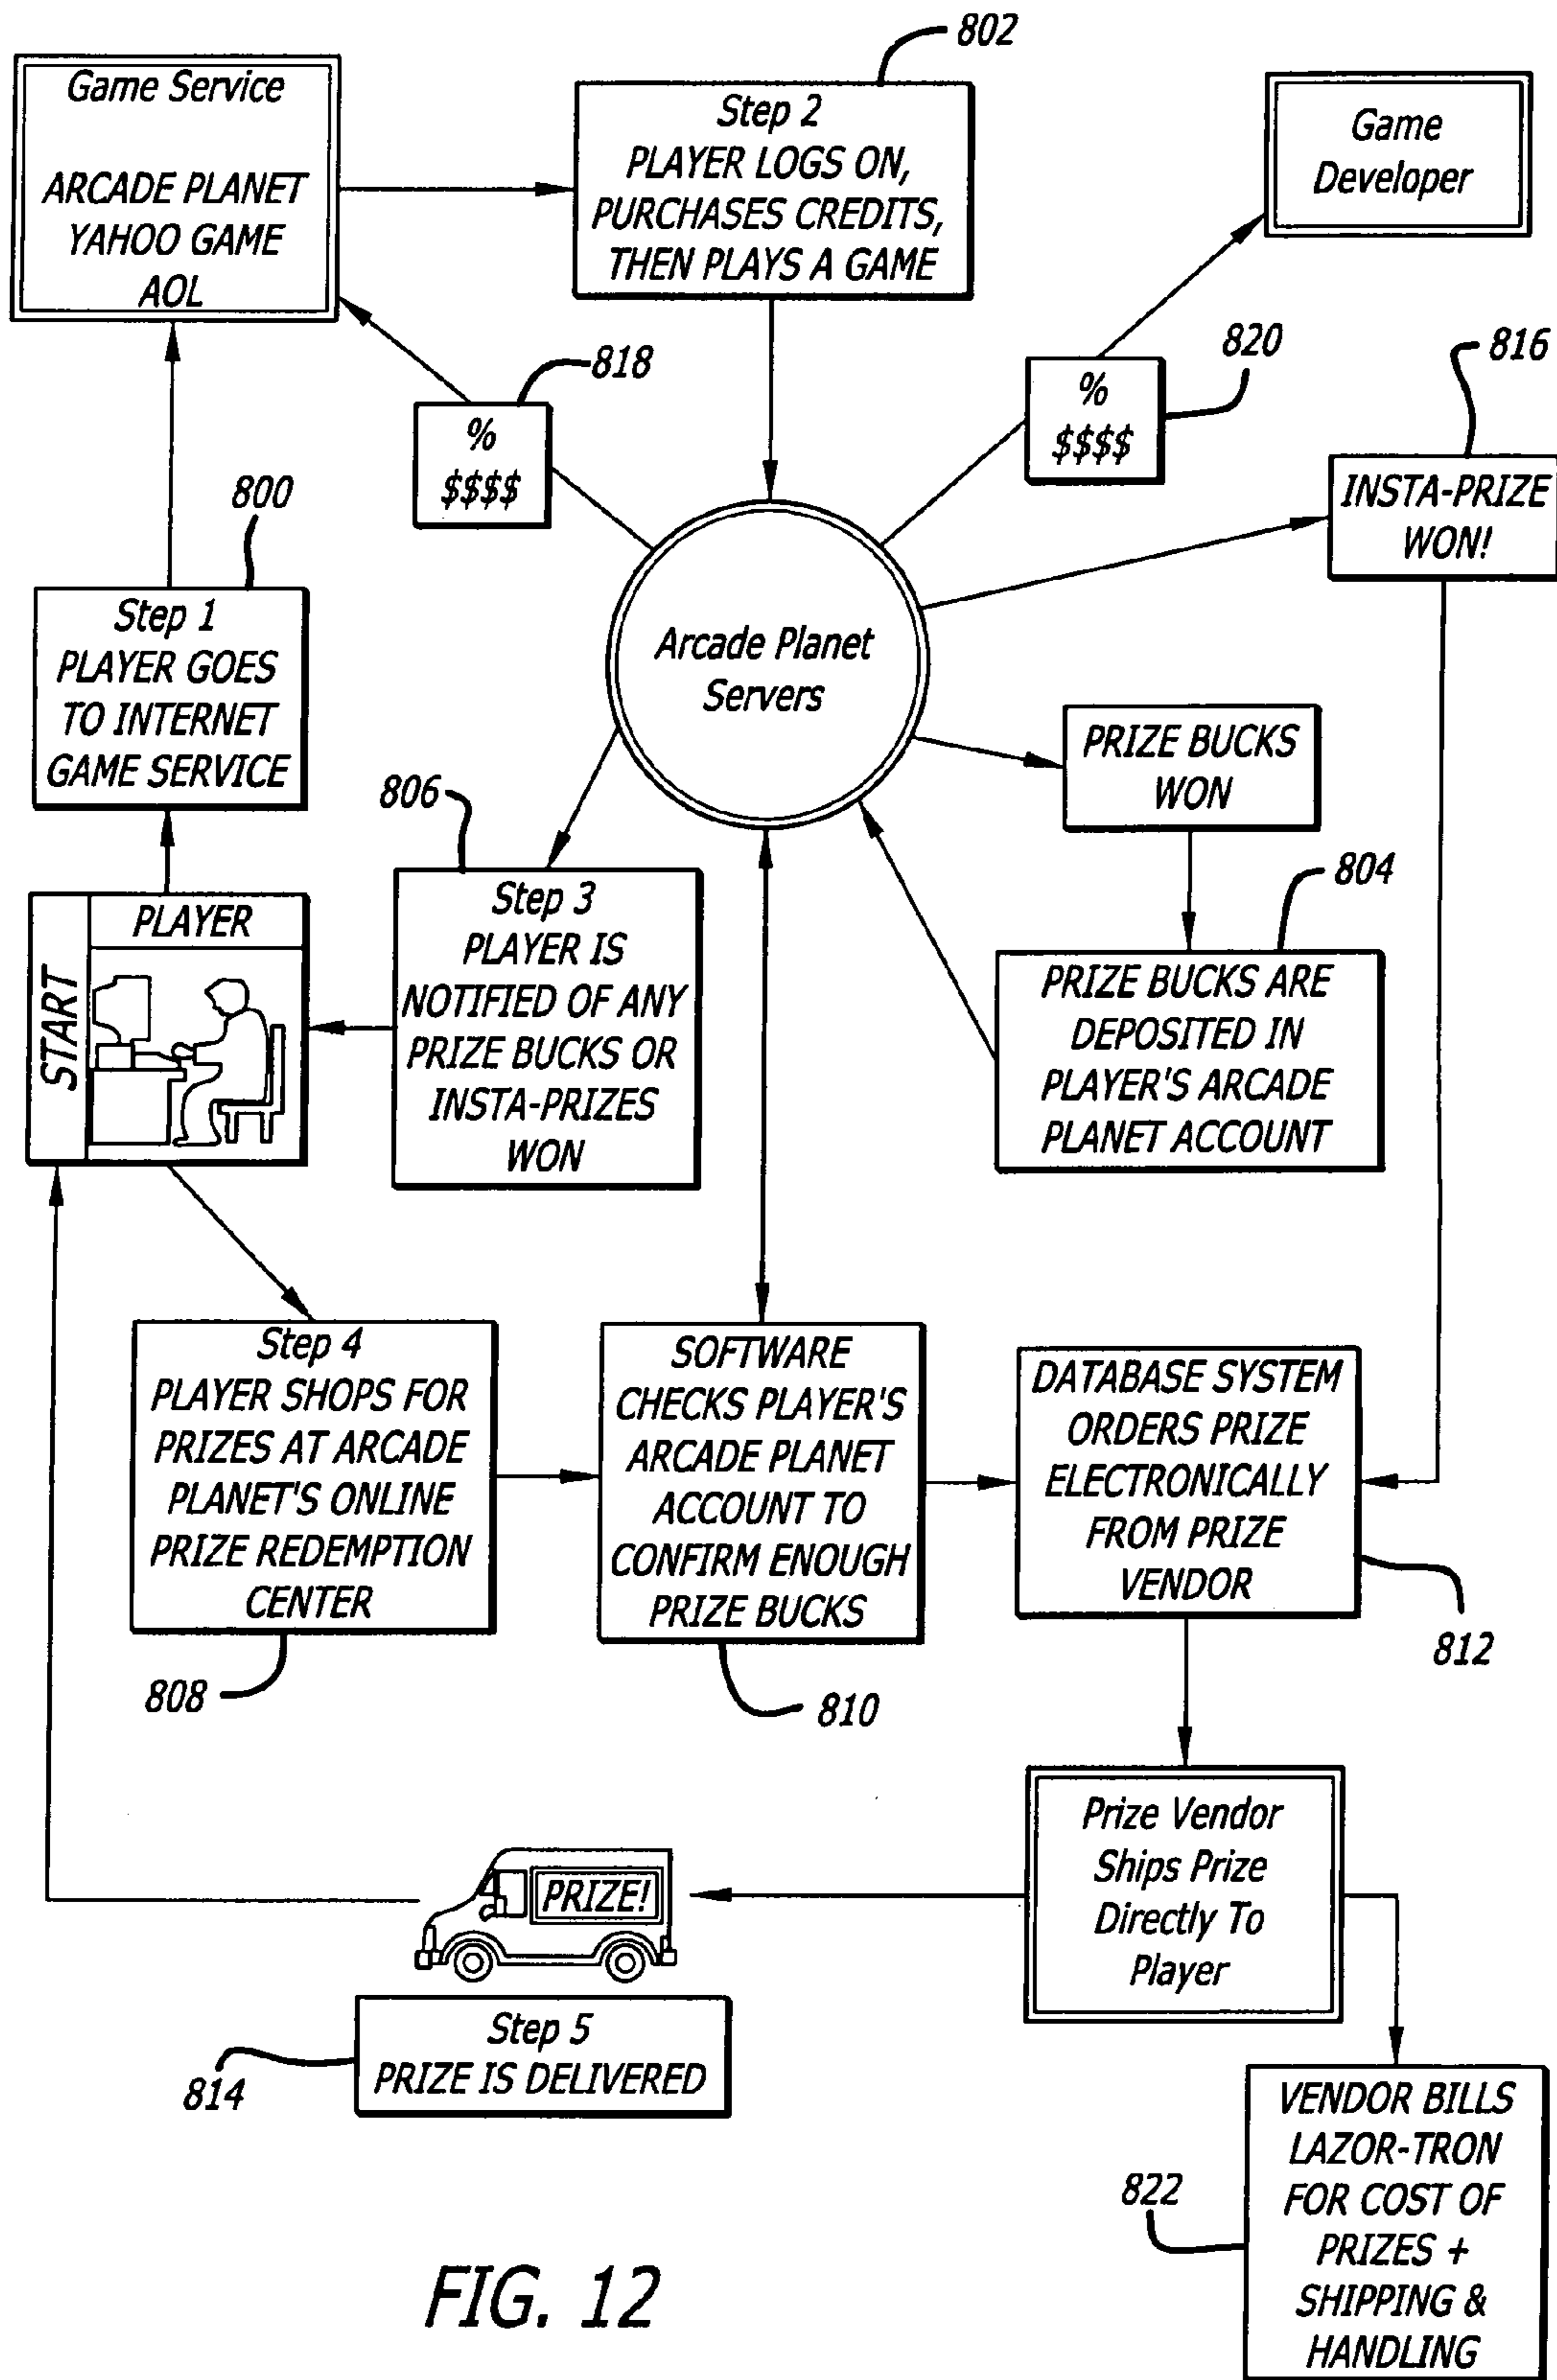 802
Game Service
ARCADE PLANET
YAHOO GAME
AOL
Step 2
PLAYER LOGS ON,
PURCHASES CREDITS,
THEN PLAYS A GAME
Game
Developer
818
%
$$$$
820
%
$$$$
816
INSTA-PRIZE
WON!
800
Step 1
PLAYER GOES
TO INTERNET
GAME SERVICE
Arcade Planet
Servers
PRIZE BUCKS
WON
806
Step 3
PLAYER IS
NOTIFIED OF ANY
PRIZE BUCKS OR
INSTA-PRIZES
WON
804
PRIZE BUCKS ARE
DEPOSITED IN
PLAYER'S ARCADE
PLANET ACCOUNT
START
PLAYER
Step 4
PLAYER SHOPS FOR
PRIZES AT ARCADE
PLANET'S ONLINE
PRIZE REDEMPTION
CENTER
808
SOFTWARE
CHECKS PLAYER'S
ARCADE PLANET
ACCOUNT TO
CONFIRM ENOUGH
PRIZE BUCKS
810
DATABASE SYSTEM
ORDERS PRIZE
ELECTRONICALLY
FROM PRIZE
VENDOR
812
Prize Vendor
Ships Prize
Directly To
Player
PRIZE!
Step 5
PRIZE IS DELIVERED
814
VENDOR BILLS
LAZOR-TRON
FOR COST OF
PRIZES +
SHIPPING &
HANDLING
822
FIG. 12